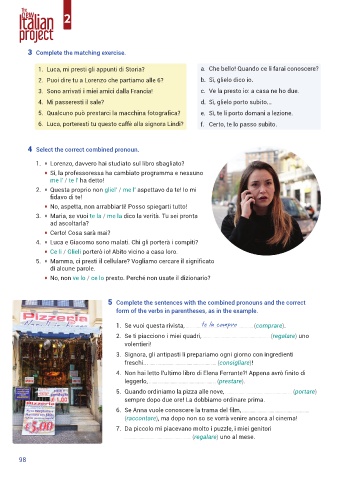 The
new
Italian
project
2
3 Complete the matching exercise.
1. Luca, mi presti gli appunti di Storia?
2. Puoi dire tu a Lorenzo che partiamo alle 6?
3. Sono arrivati i miei amici dalla Francia!
4. Mi passeresti il sale?
5. Qualcuno può prestarci la macchina fotografica?
6. Luca, porteresti tu questo caffè alla signora Lindi?
a. Che bello! Quando ce li farai conoscere?
b. Sì, glielo dico io.
c. Ve la presto io: a casa ne ho due.
d. Sì, glielo porto subito...
e. Sì, te li porto domani a lezione.
f. Certo, te lo passo subito.
4 Select the correct combined pronoun.
1. • Lorenzo, davvero hai studiato sul libro sbagliato?
• Sì, la professoressa ha cambiato programma e nessuno
me l' / te l' ha detto!
2. • Questa proprio non gliel' / me l' aspettavo da te! Io mi
fidavo di te!
• No, aspetta, non arrabbiarti! Posso spiegarti tutto!
3. • Maria, se vuoi te la / me la dico la verità. Tu sei pronta
ad ascoltarla?
• Certo! Cosa sarà mai?
4. • Luca e Giacomo sono malati. Chi gli porterà i compiti?
• Ce li / Glieli porterò io! Abito vicino a casa loro.
5. • Mamma, ci presti il cellulare? Vogliamo cercare il significato
di alcune parole.
• No, non ve lo / ce lo presto. Perché non usate il dizionario?
Pizzeria
Pizzeria
€5,00
5 Complete the sentences with the combined pronouns and the correct
form of the verbs in parentheses, as in the example.
1. Se vuoi questa rivista, te la compro (comprare).
2. Se ti piacciono i miei quadri, (regalare) uno
volentieri!
3. Signora, gli antipasti li prepariamo ogni giorno con ingredienti
freschi. (consigliare)!
4. Non hai letto l'ultimo libro di Elena Ferrante?! Appena avrò finito di
leggerlo, (prestare).
5. Quando ordiniamo la pizza alle nove, (portare)
sempre dopo due ore! La dobbiamo ordinare prima.
6. Se Anna vuole conoscere la trama del film,
(raccontare), ma dopo non so se vorrà venire ancora al cinema!
7. Da piccolo mi piacevano molto i puzzle, i miei genitori
(regalare) uno al mese.
98